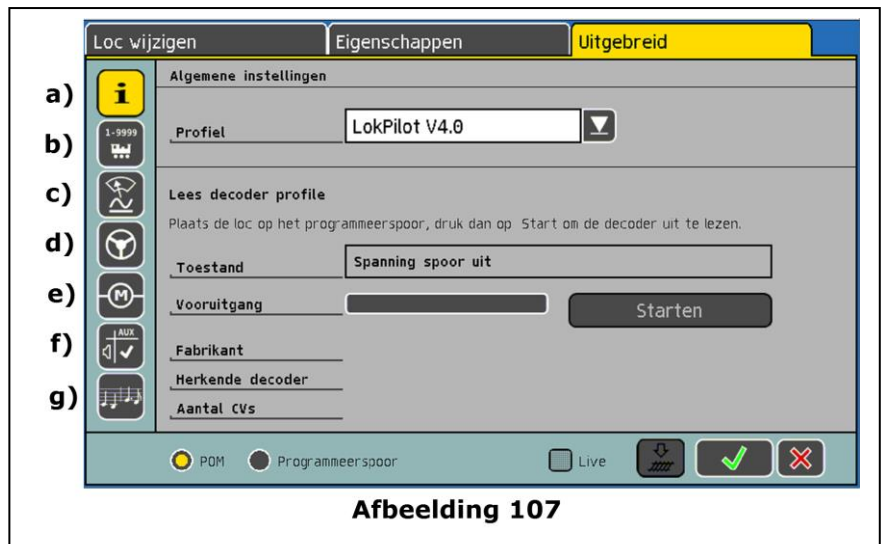 Loc wijzigen Eigenschappen Uitgebreid
a) i Algemene instellingen
b) 1-9999 Profiel LokPilot V4.0
c) Lees decoder profile
Plaats de loc op het programmeerspoor, druk dan op Start om de decoder uit te lezen.
d) Toestand Spanning spoor uit
e) M Vooruitgang Starten
f) AUX Fabrikant
Herkende decoder
g) Aantal CVs
POM Programmeerspoor Live
Afbeelding 107